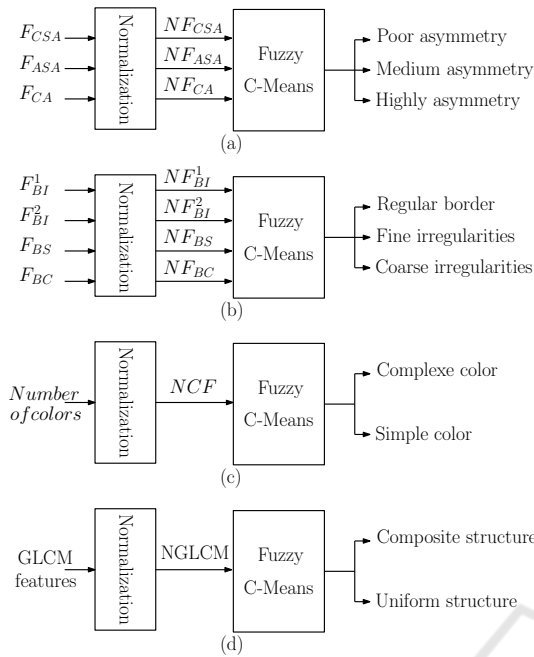 F_CSA NF_CSA
F_ASA NF_ASA
F_CA NF_CA
Normalization
Fuzzy
C-Means
Poor asymmetry
Medium asymmetry
Highly asymmetry
(a)
F^1_BI NF^1_BI
F^2_BI NF^2_BI
F_BS NF_BS
F_BC NF_BC
Normalization
Fuzzy
C-Means
Regular border
Fine irregularities
Coarse irregularities
(b)
Number
ofcolors
Normalization
NCF
Fuzzy
C-Means
Complexe color
Simple color
(c)
GLCM
features
Normalization
NGLCM
Fuzzy
C-Means
Composite structure
Uniform structure
(d)